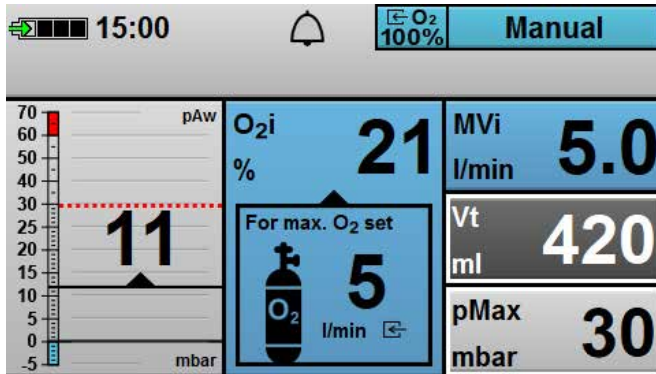 15:00
O2
100%
Manual
70
60
50
40
30
25
20
15
10
5
0
-5
pAw
11
mbar
O2i
%
21
For max. O2 set
O2
5
l/min
MVi
l/min
5.0
Vt
ml
420
pMax
mbar
30